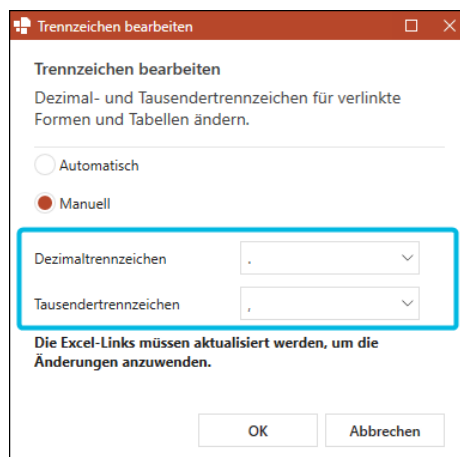 Trennzeichen bearbeiten
Trennzeichen bearbeiten
Dezimal- und Tausendertrennzeichen für verlinkte
Formen und Tabellen ändern.
Automatisch
Manuell
Dezimaltrennzeichen .
Tausendertrennzeichen ,
Die Excel-Links müssen aktualisiert werden, um die
Änderungen anzuwenden.
OK Abbrechen